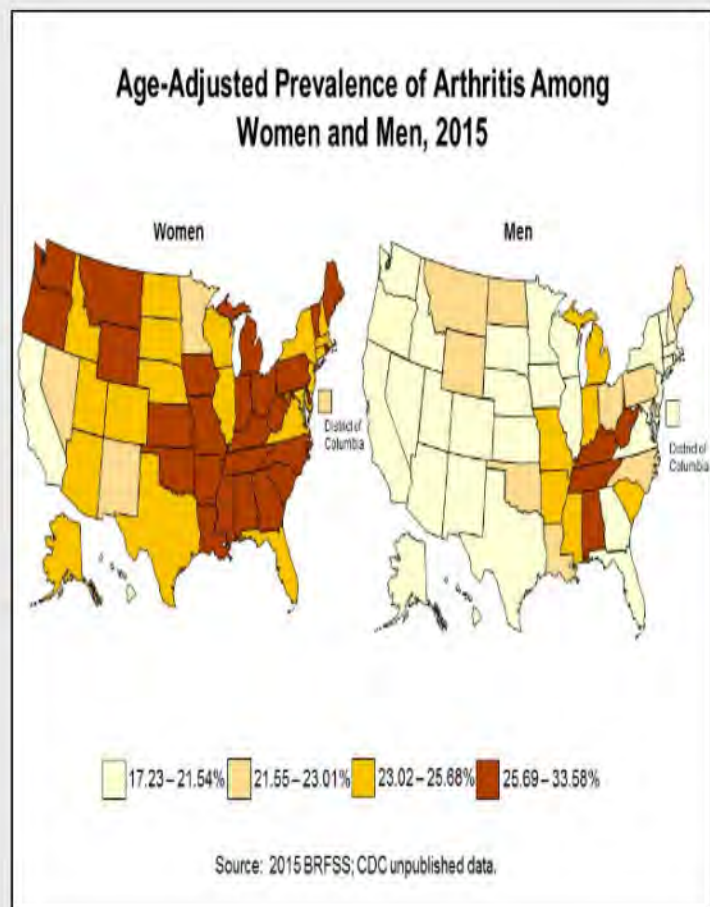 Age-Adjusted Prevalence of Arthritis Among
Women and Men, 2015
Women
Men
District of
Columbia
District of
Columbia
17.23 – 21.54%
21.55 – 23.01%
23.02 – 25.68%
25.69 – 33.58%
Source: 2015 BRFSS; CDC unpublished data.